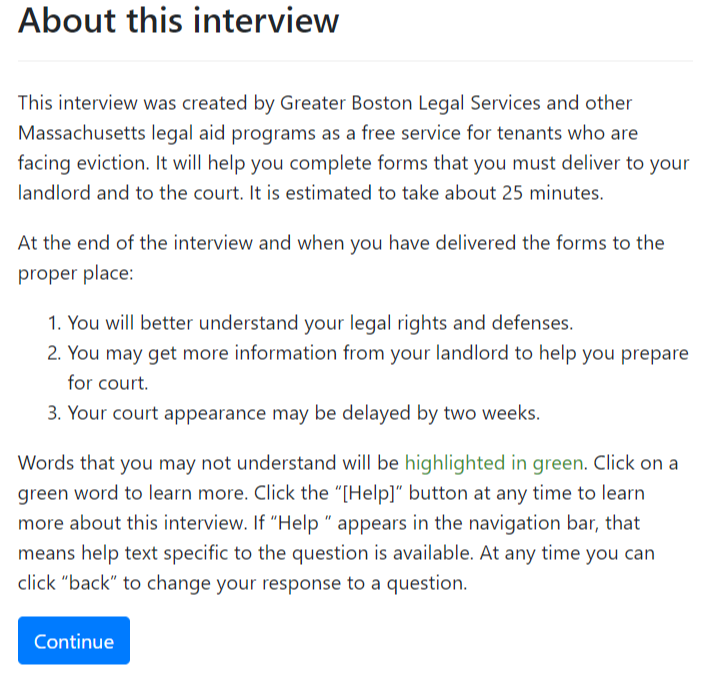 About this interview
This interview was created by Greater Boston Legal Services and other
Massachusetts legal aid programs as a free service for tenants who are
facing eviction. It will help you complete forms that you must deliver to your
landlord and to the court. It is estimated to take about 25 minutes.
At the end of the interview and when you have delivered the forms to the
proper place:
1. You will better understand your legal rights and defenses.
2. You may get more information from your landlord to help you prepare
for court.
3. Your court appearance may be delayed by two weeks.
Words that you may not understand will be highlighted in green. Click on a
green word to learn more. Click the “[Help]” button at any time to learn
more about this interview. If “Help ” appears in the navigation bar, that
means help text specific to the question is available. At any time you can
click “back” to change your response to a question.
Continue